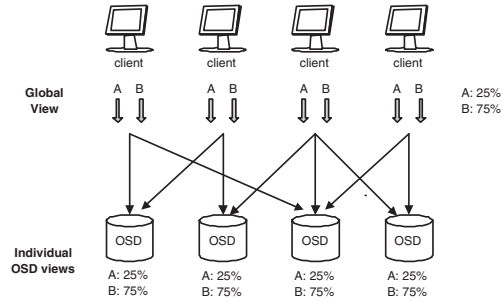 client client client client
Global View
A B A B A B A B
A: 25%
B: 75%
OSD OSD OSD OSD
Individual OSD views
A: 25% A: 25% A: 25% A: 25%
B: 75% B: 75% B: 75% B: 75%